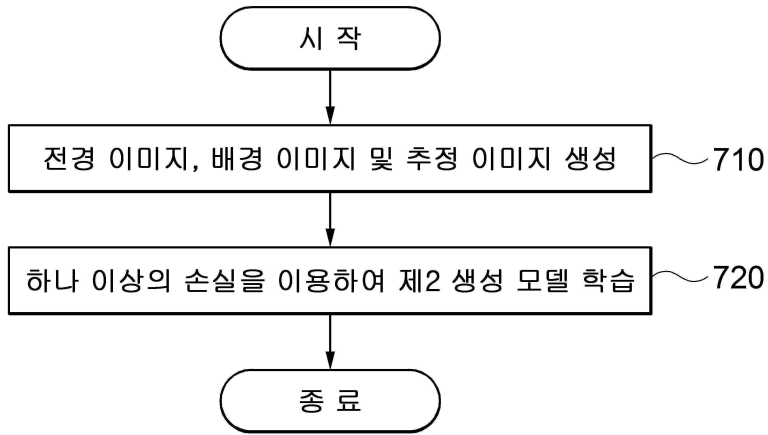 시 작
전경 이미지, 배경 이미지 및 추정 이미지 생성
710
하나 이상의 손실을 이용하여 제2 생성 모델 학습
720
종 료